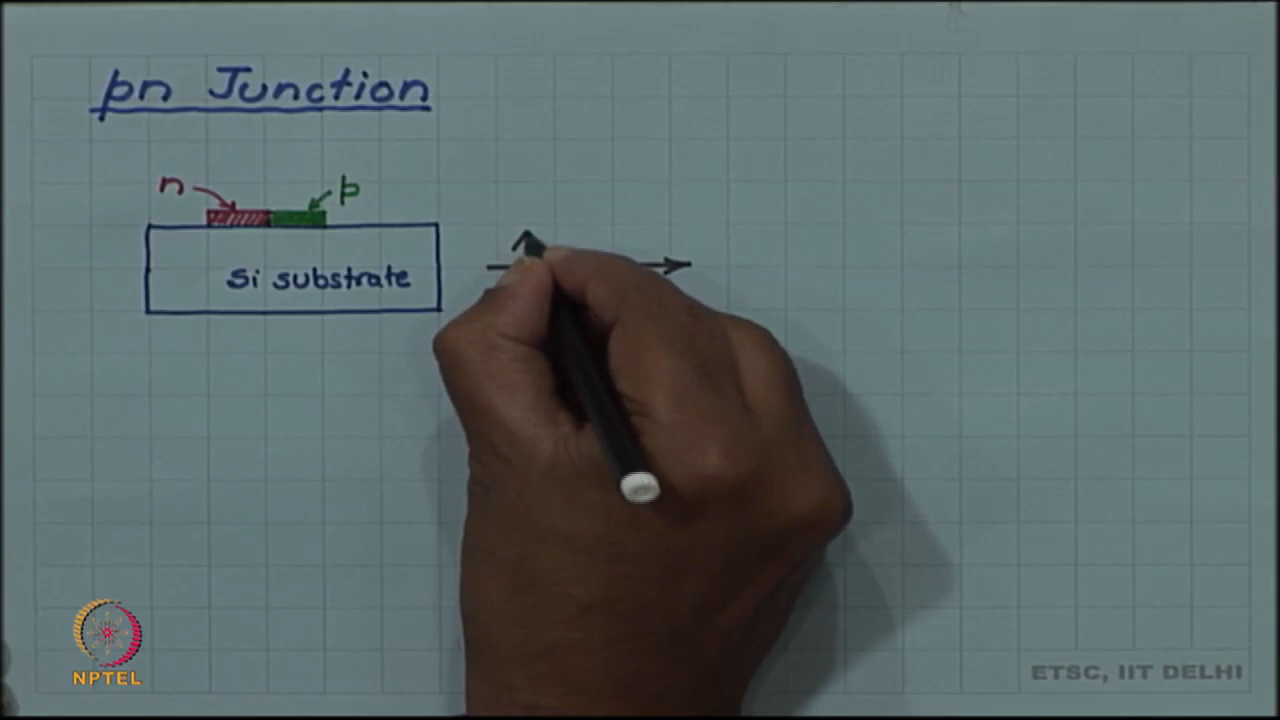 pn Junction
n
p
Si substrate
NPTEL
ETSC, IIT DELHI